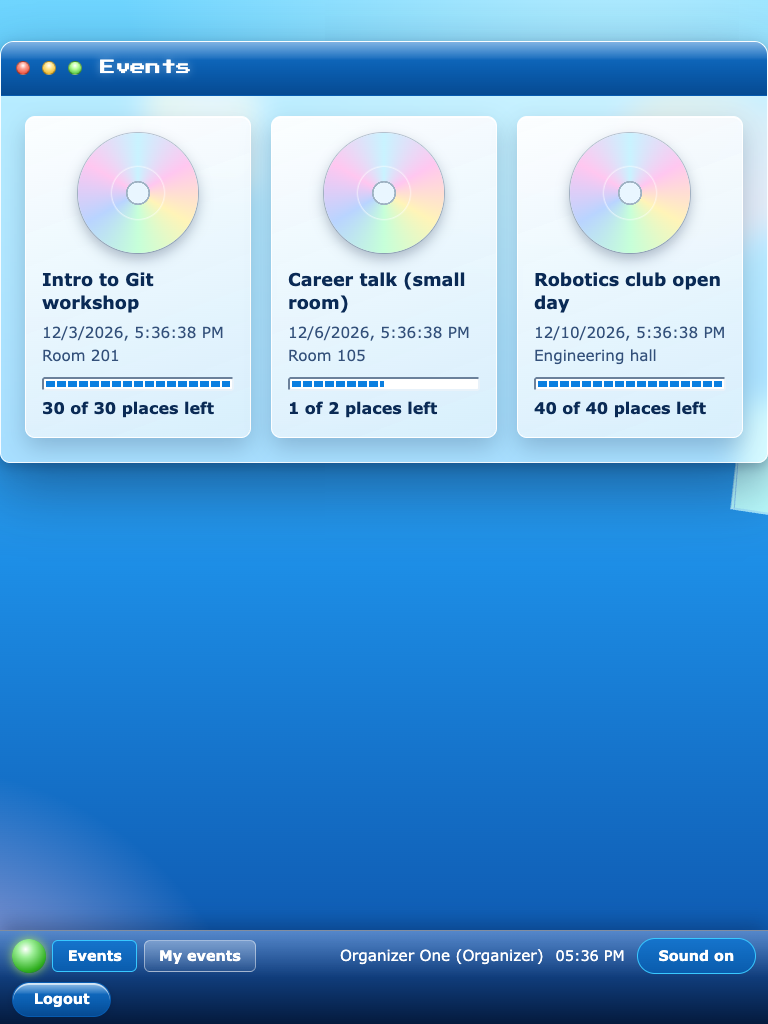 Events
Intro to Git
workshop
12/3/2026, 5:36:38 PM
Room 201
30 of 30 places left
Career talk (small
room)
12/6/2026, 5:36:38 PM
Room 105
1 of 2 places left
Robotics club open
day
12/10/2026, 5:36:38 PM
Engineering hall
40 of 40 places left
Events My events Organizer One (Organizer) 05:36 PM Sound on
Logout